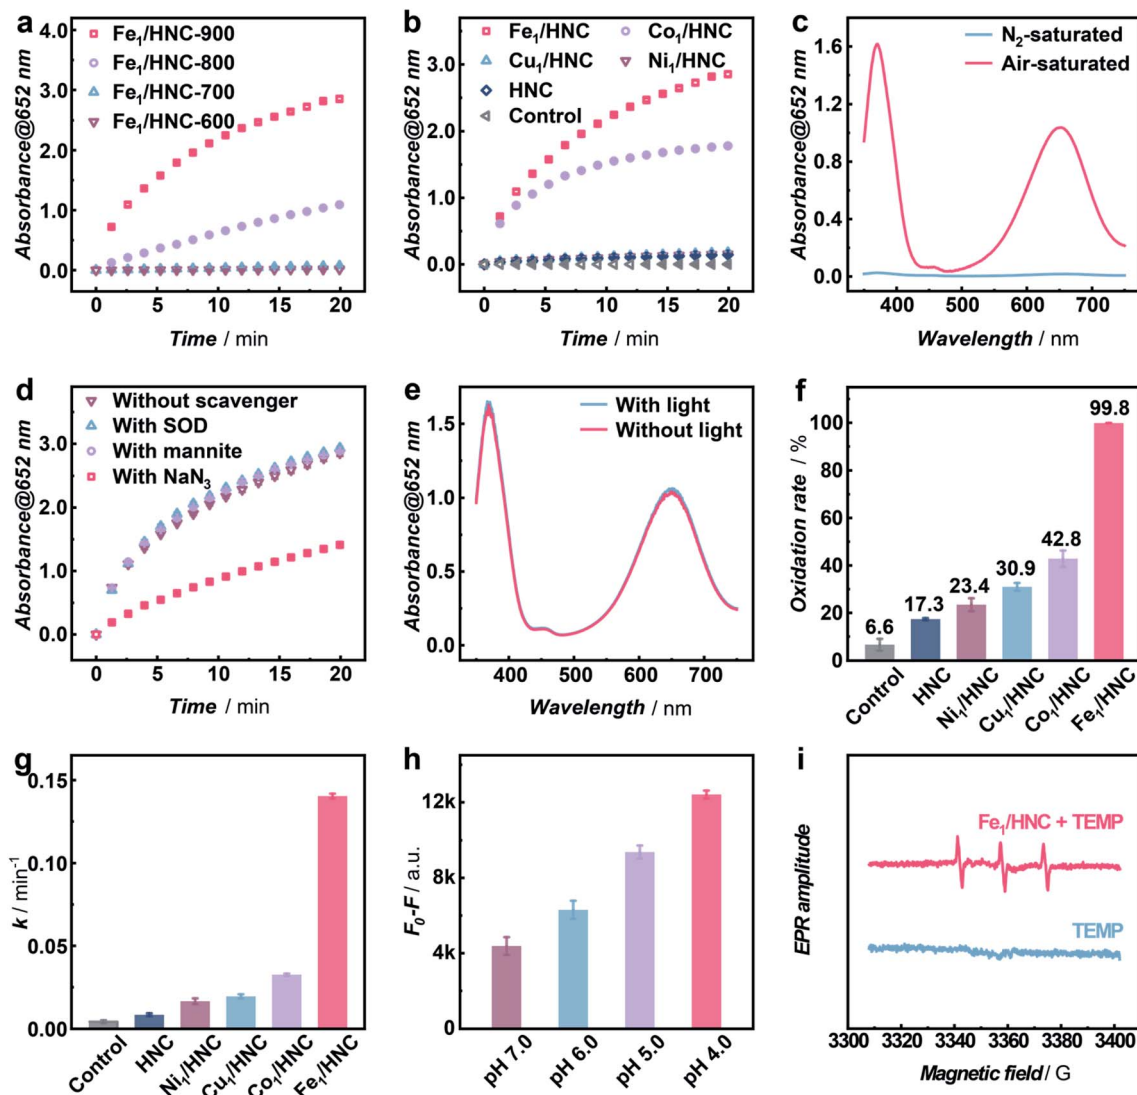 a
Fe₁/HNC-900
Fe₁/HNC-800
Fe₁/HNC-700
Fe₁/HNC-600
4.0
3.0
2.0
1.0
0.0
Absorbance@652 nm
0 5 10 15 20
Time / min
b
Fe₁/HNC Co₁/HNC
Cu₁/HNC Ni₁/HNC
HNC
Control
3.0
2.0
1.0
0.0
Absorbance@652 nm
0 5 10 15 20
Time / min
c
N₂-saturated
Air-saturated
1.6
1.2
0.8
0.4
0.0
Absorbance@652 nm
400 500 600 700
Wavelength / nm
d
Without scavenger
With SOD
With mannite
With NaN₃
3.0
2.0
1.0
0.0
Absorbance@652 nm
0 5 10 15 20
Time / min
e
With light
Without light
1.5
1.0
0.5
0.0
Absorbance@652 nm
400 500 600 700
Wavelength / nm
f
100
80
60
40
20
0
Oxidation rate / %
6.6
17.3
23.4
30.9
42.8
99.8
Control
HNC
Ni₁/HNC
Cu₁/HNC
Co₁/HNC
Fe₁/HNC
g
0.15
0.10
0.05
0.00
k / min⁻¹
Control
HNC
Ni₁/HNC
Cu₁/HNC
Co₁/HNC
Fe₁/HNC
h
12k
8k
4k
0
F₀-F / a.u.
pH 7.0
pH 6.0
pH 5.0
pH 4.0
i
Fe₁/HNC + TEMP
TEMP
EPR amplitude
3300 3320 3340 3360 3380 3400
Magnetic field / G